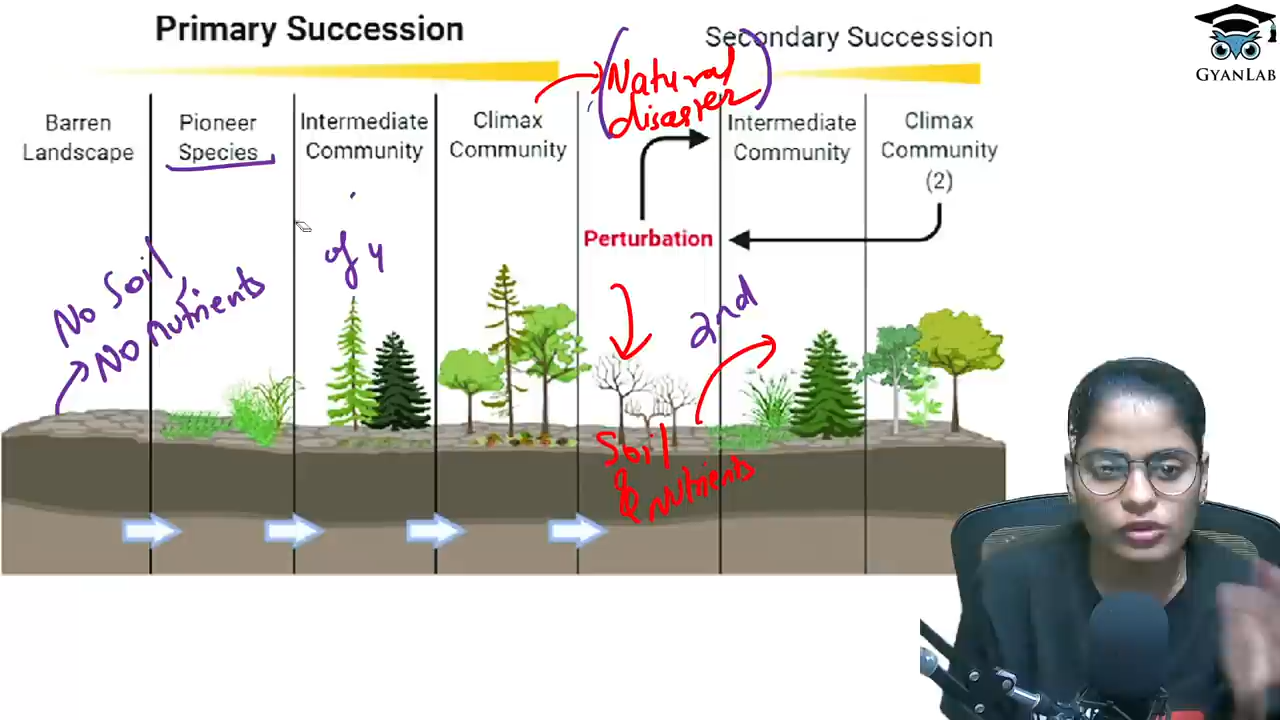 Primary Succession
Secondary Succession
GYANLAB
Natural
disaster
Barren
Landscape
Pioneer
Species
Intermediate
Community
Climax
Community
Intermediate
Community
Climax
Community
(2)
Perturbation
No Soil
No nutrients
of y
2nd
Soil
& nutrients